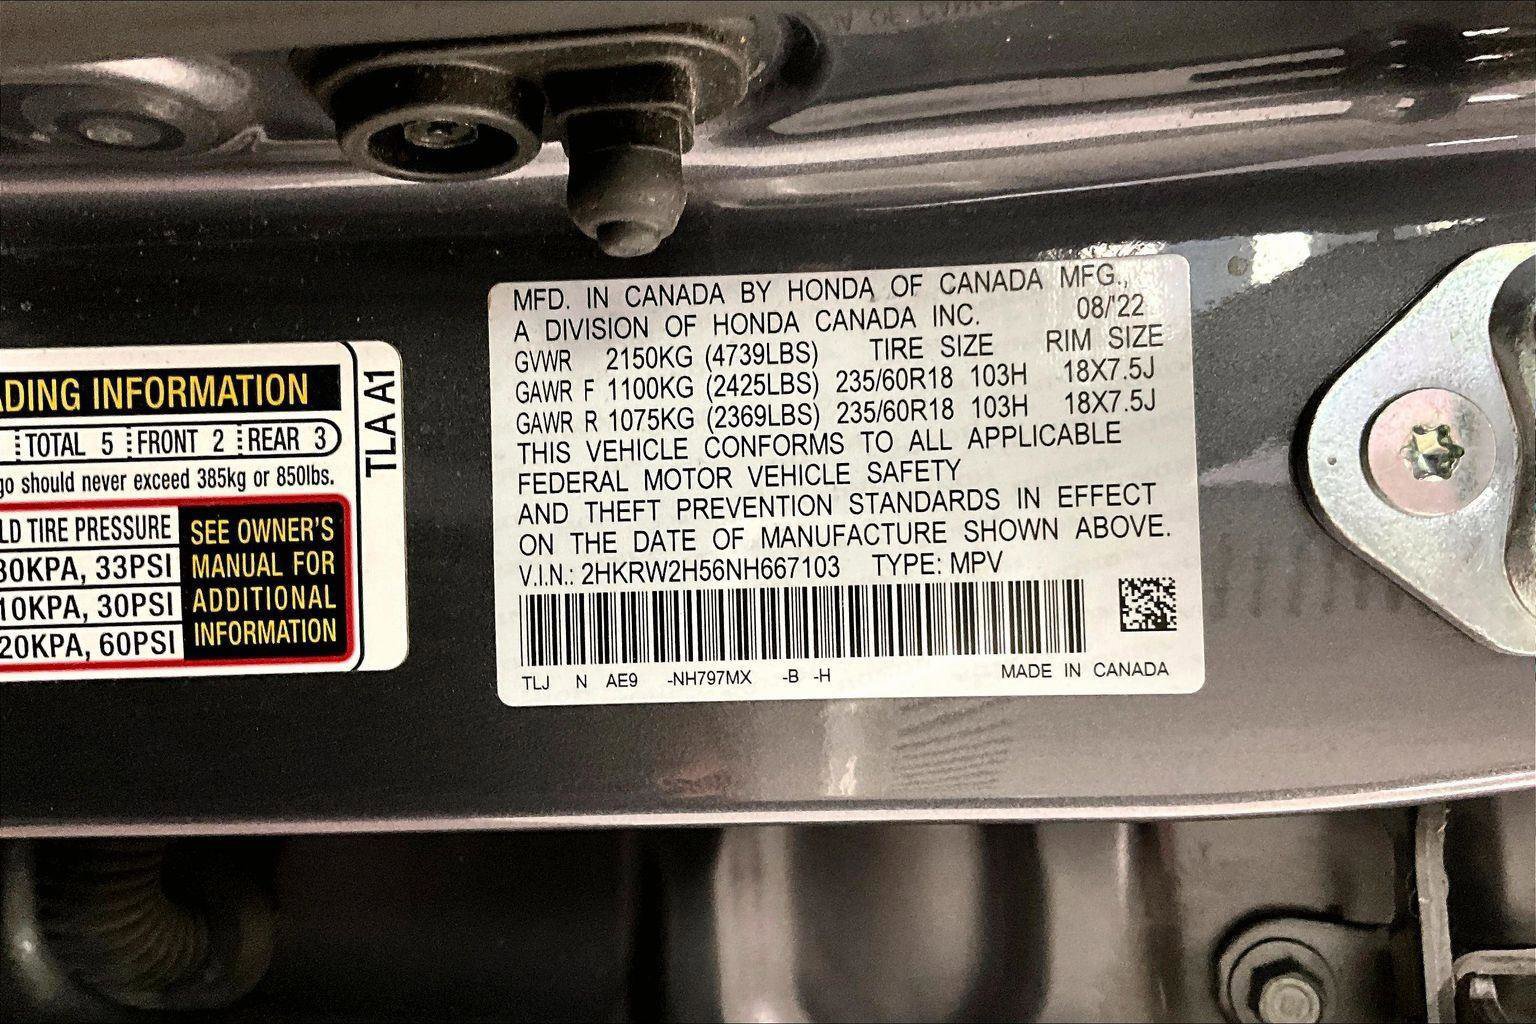 ADING INFORMATION
TOTAL 5 FRONT 2 REAR 3
go should never exceed 385kg or 850lbs.
LD TIRE PRESSURE
30KPA, 33PSI
10KPA, 30PSI
20KPA, 60PSI
SEE OWNER'S
MANUAL FOR
ADDITIONAL
INFORMATION
TLA A1
MFD. IN CANADA BY HONDA OF CANADA MFG.,
A DIVISION OF HONDA CANADA INC. 08/'22
GVWR 2150KG (4739LBS) TIRE SIZE RIM SIZE
GAWR F 1100KG (2425LBS) 235/60R18 103H 18X7.5J
GAWR R 1075KG (2369LBS) 235/60R18 103H 18X7.5J
THIS VEHICLE CONFORMS TO ALL APPLICABLE
FEDERAL MOTOR VEHICLE SAFETY
AND THEFT PREVENTION STANDARDS IN EFFECT
ON THE DATE OF MANUFACTURE SHOWN ABOVE.
V.I.N.: 2HKRW2H56NH667103 TYPE: MPV
TLJ N AE9 -NH797MX -B -H MADE IN CANADA